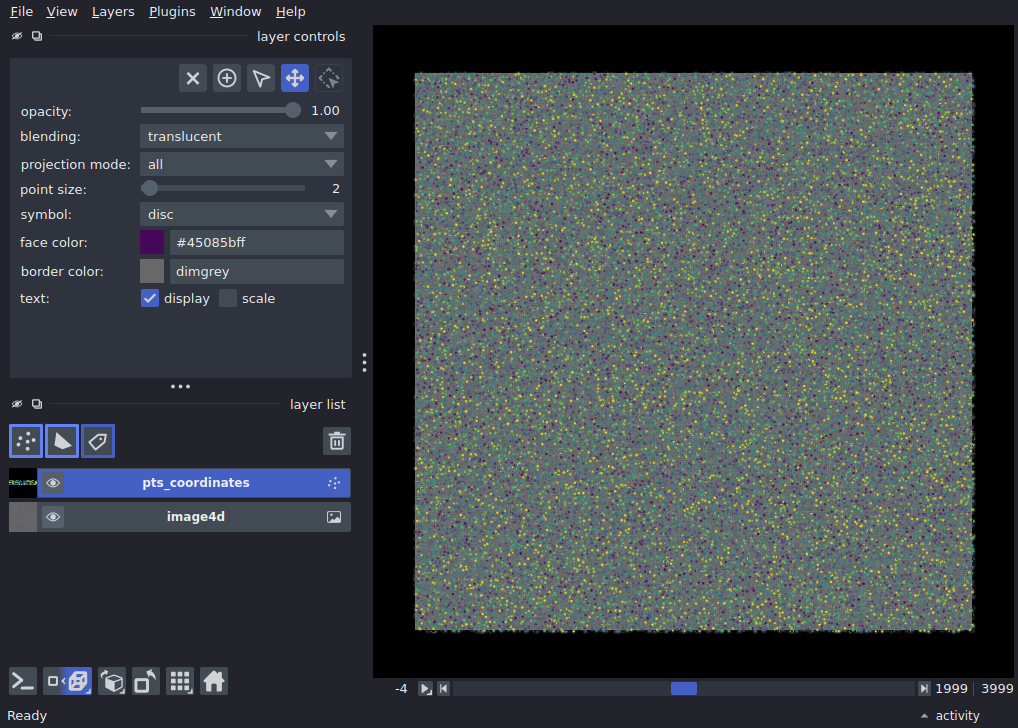 File View Layers Plugins Window Help
layer controls
opacity: 1.00
blending: translucent
projection mode: all
point size: 2
symbol: disc
face color: #45085bff
border color: dimgrey
text: display scale
layer list
pts_coordinates
image4d
-4 1999 3999
Ready activity